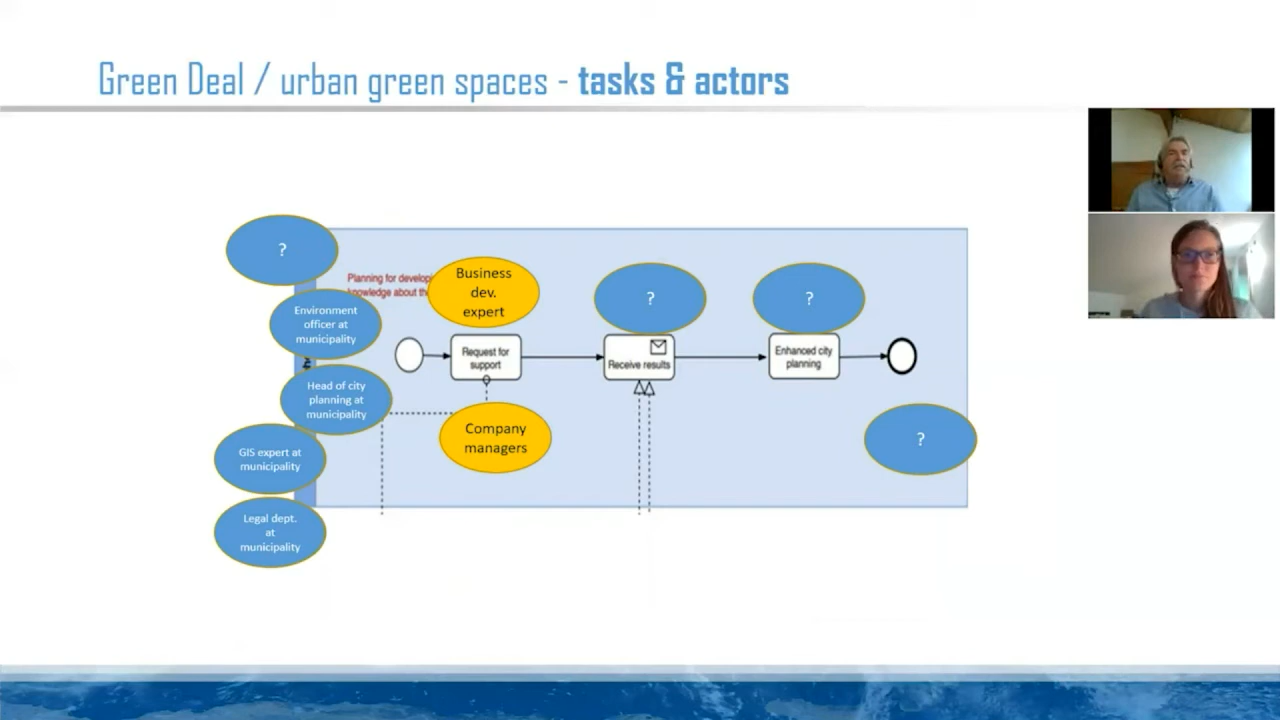 Green Deal / urban green spaces - tasks & actors
?
Planning for
knowledge about
Business
dev.
expert
?
?
Environment
officer at
municipality
Request for
support
Receive results
Enhanced city
planning
Head of city
planning at
municipality
Company
managers
?
GIS expert at
municipality
Legal dept.
at
municipality